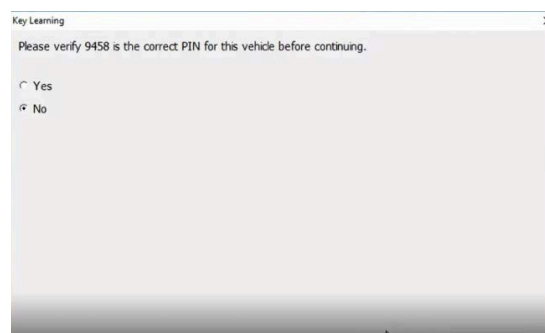 Key Learning
Please verify 9458 is the correct PIN for this vehicle before continuing.
Yes
No